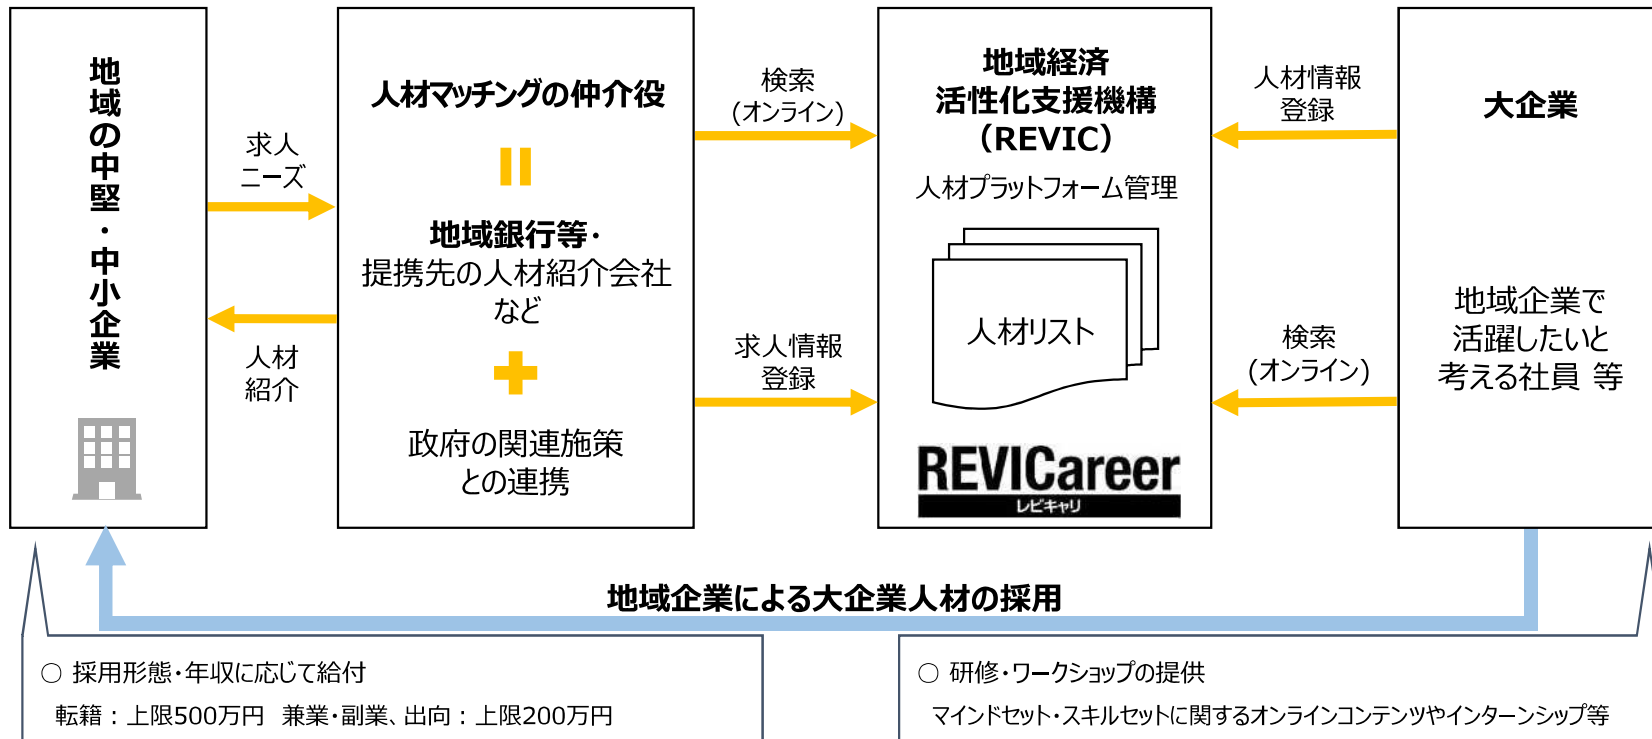 地域の中堅・中小企業
求人
ニーズ
人材
紹介
人材マッチングの仲介役
地域銀行等・
提携先の人材紹介会社
など
政府の関連施策
との連携
検索
(オンライン)
求人情報
登録
地域経済
活性化支援機構
（REVIC）
人材プラットフォーム管理
人材リスト
REVICareer
レビキャリ
人材情報
登録
検索
(オンライン)
大企業
地域企業で
活躍したいと
考える社員 等
地域企業による大企業人材の採用
○ 採用形態・年収に応じて給付
転籍：上限500万円 兼業・副業、出向：上限200万円
○ 研修・ワークショップの提供
マインドセット・スキルセットに関するオンラインコンテンツやインターンシップ等